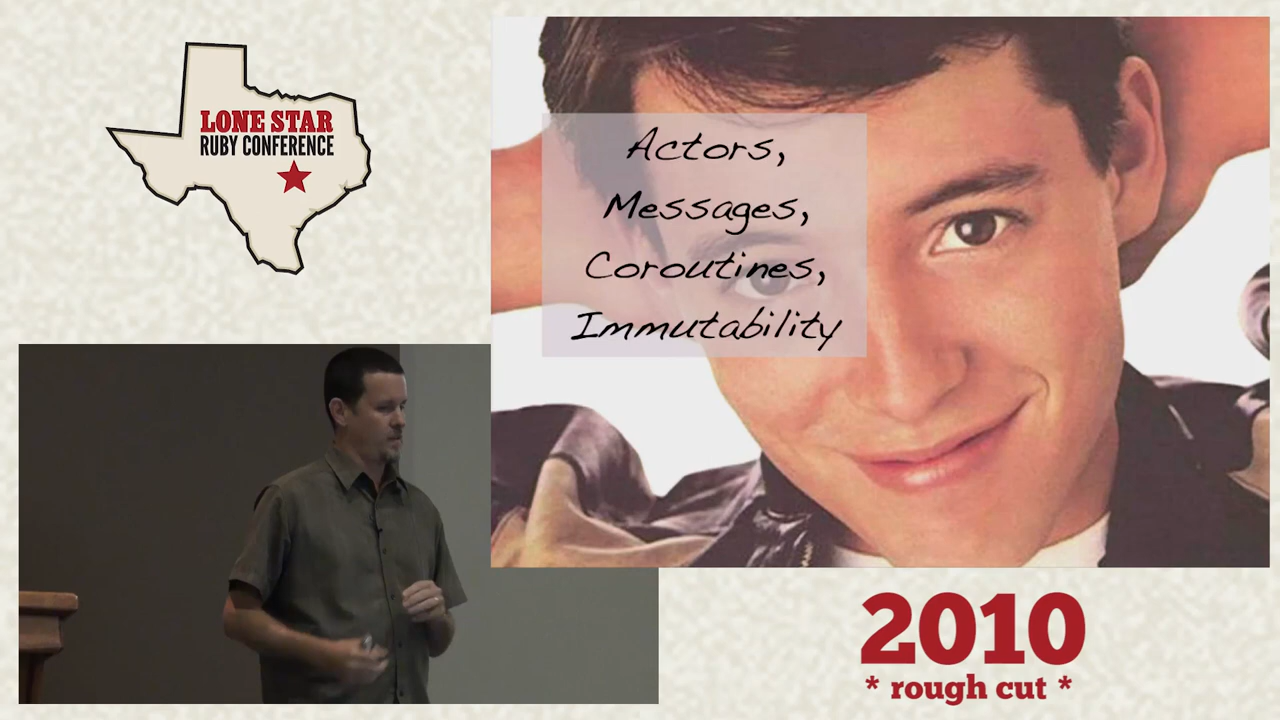 LONE STAR
RUBY CONFERENCE
Actors,
Messages,
Coroutines,
Immutability
2010
* rough cut *